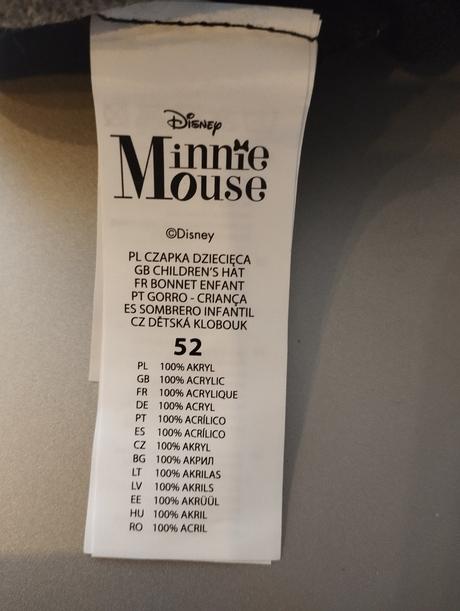 Disney
Minnie
Mouse
©Disney
PL CZAPKA DZIECIĘCA
GB CHILDREN'S HAT
FR BONNET ENFANT
PT GORRO - CRIANÇA
ES SOMBRERO INFANTIL
CZ DĚTSKÁ KLOBOUK
52
PL 100% AKRYL
GB 100% ACRYLIC
FR 100% ACRYLIQUE
DE 100% ACRYL
PT 100% ACRÍLICO
ES 100% ACRÍLICO
CZ 100% AKRYL
BG 100% АКРИЛ
LT 100% AKRILAS
LV 100% AKRILS
EE 100% AKRÜÜL
HU 100% AKRIL
RO 100% ACRIL